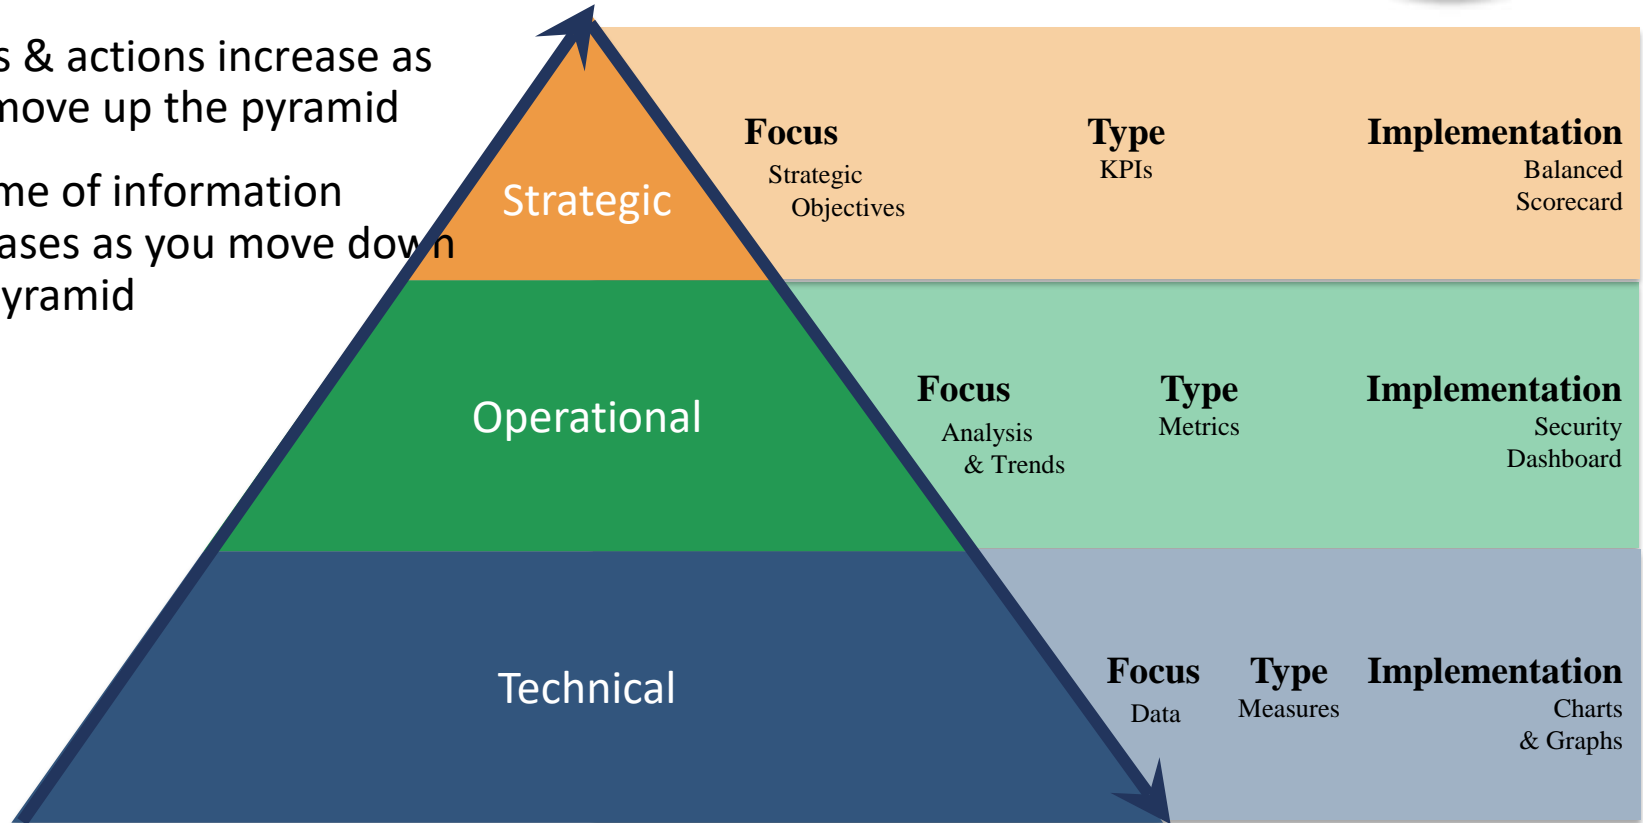 s & actions increase as
move up the pyramid
me of information
ases as you move down
yramid
Strategic
Focus
Strategic
Objectives
Type
KPIs
Implementation
Balanced
Scorecard
Operational
Focus
Analysis
& Trends
Type
Metrics
Implementation
Security
Dashboard
Technical
Focus
Data
Type
Measures
Implementation
Charts
& Graphs